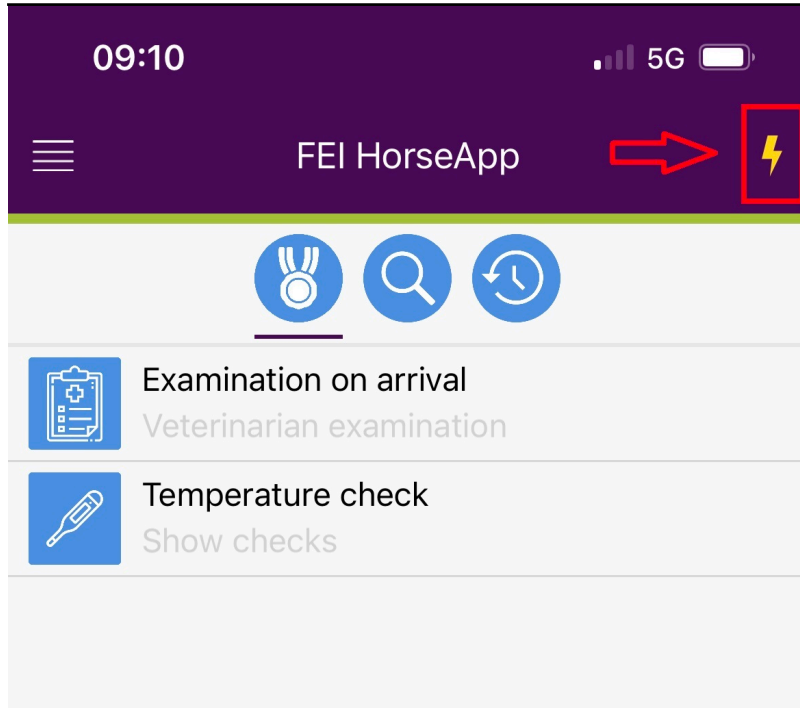 09:10 5G
FEI HorseApp
Examination on arrival
Veterinarian examination
Temperature check
Show checks